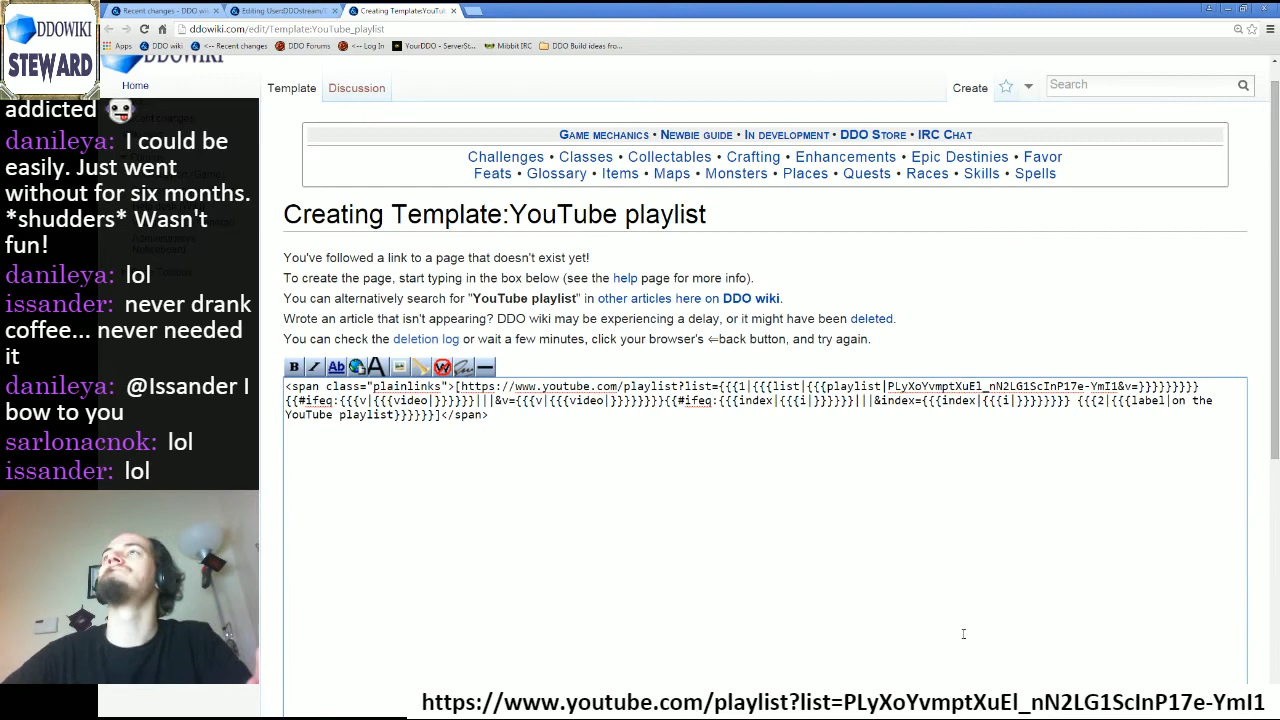 DDOWIKI
STEWARD
Recent changes - DDO wiki
Editing User:DDOstream/D
Creating Template:YouTu
ddowiki.com/edit/Template:YouTube_playlist
Apps
DDO wiki
<-- Recent changes
DDO Forums
<-- Log In
YourDDO - ServerSt...
Mibbit IRC
DDO Build ideas fro...
Home
Template
Discussion
Create
Search
GAME MECHANICS • NEWBIE GUIDE • IN DEVELOPMENT • DDO STORE • IRC CHAT
Challenges • Classes • Collectables • Crafting • Enhancements • Epic Destinies • Favor
Feats • Glossary • Items • Maps • Monsters • Places • Quests • Races • Skills • Spells
Creating Template:YouTube playlist
You've followed a link to a page that doesn't exist yet!
To create the page, start typing in the box below (see the help page for more info).
You can alternatively search for "YouTube playlist" in other articles here on DDO wiki.
Wrote an article that isn't appearing? DDO wiki may be experiencing a delay, or it might have been deleted.
You can check the deletion log or wait a few minutes, click your browser's ⇐back button, and try again.
<span class="plainlinks">[https://www.youtube.com/playlist?list={{{1|{{{list|{{{playlist|PLyXoYvmptXuEl_nN2LG1ScInP17e-YmI1&v=}}}}}}}}}
{{#ifeq:{{{v|{{{video|}}}}}}|||&v={{{v|{{{video|}}}}}}}}{{#ifeq:{{{index|{{{i|}}}}}}|||&index={{{index|{{{i|}}}}}}}} {{{2|{{{label|on the
YouTube playlist}}}}}}]</span>
addicted
danileya: I could be
easily. Just went
without for six months.
*shudders* Wasn't
fun!
danileya: lol
issander: never drank
coffee... never needed
it
danileya: @Issander I
bow to you
sarlonacnok: lol
issander: lol
https://www.youtube.com/playlist?list=PLyXoYvmptXuEl_nN2LG1ScInP17e-YmI1